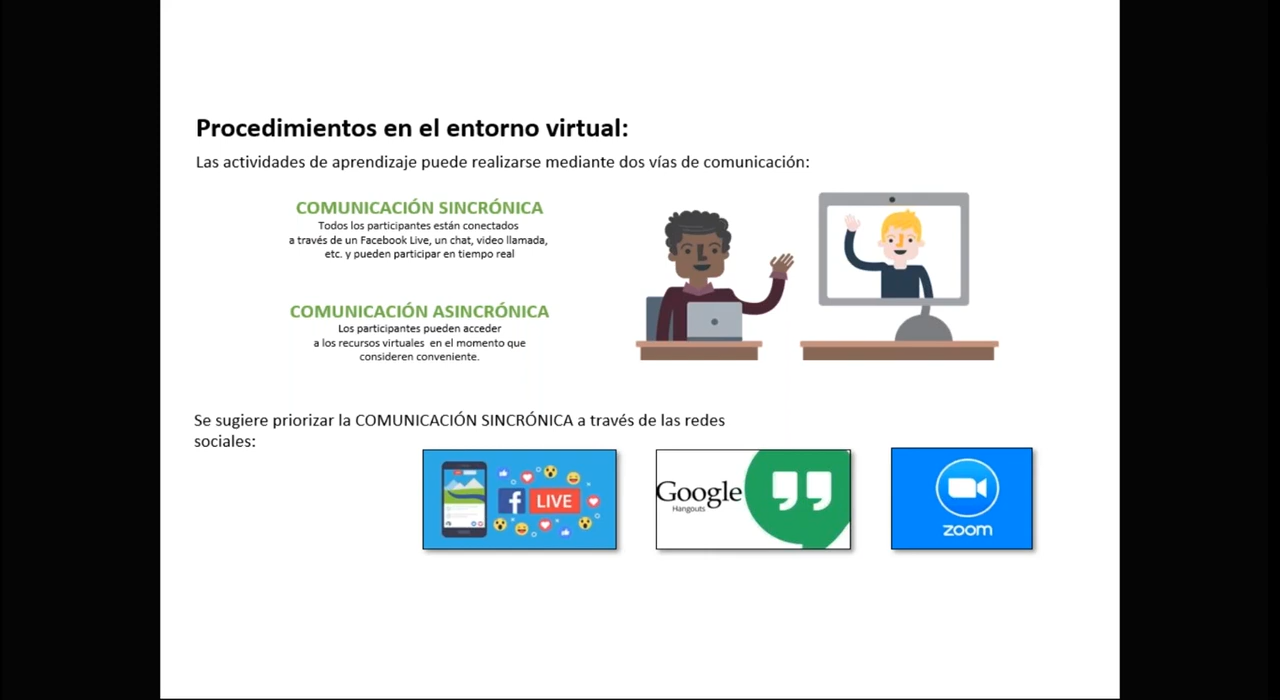 Procedimientos en el entorno virtual:
Las actividades de aprendizaje puede realizarse mediante dos vías de comunicación:
COMUNICACIÓN SINCRÓNICA
Todos los participantes están conectados
a través de un Facebook Live, un chat, video llamada,
etc. y pueden participar en tiempo real
COMUNICACIÓN ASINCRÓNICA
Los participantes pueden acceder
a los recursos virtuales en el momento que
consideren conveniente.
Se sugiere priorizar la COMUNICACIÓN SINCRÓNICA a través de las redes
sociales:
f LIVE
Google
Hangouts
zoom